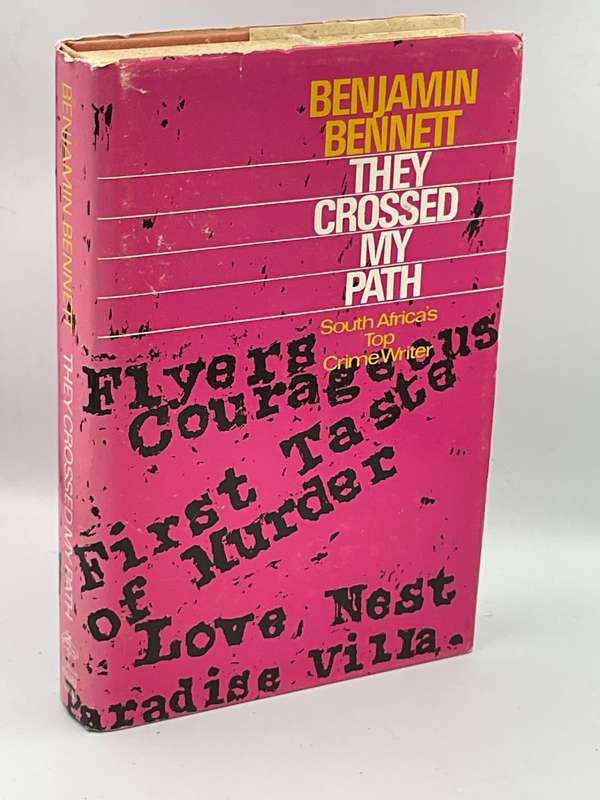 BENJAMIN
BENNETT
THEY
CROSSED
MY
PATH
South Africa's
Top
Crime Writer
Flyers
Courageous
First Taste
of Murder
Love Nest
Paradise Villa.
BENJAMIN BENNETT THEY CROSSED MY PATH